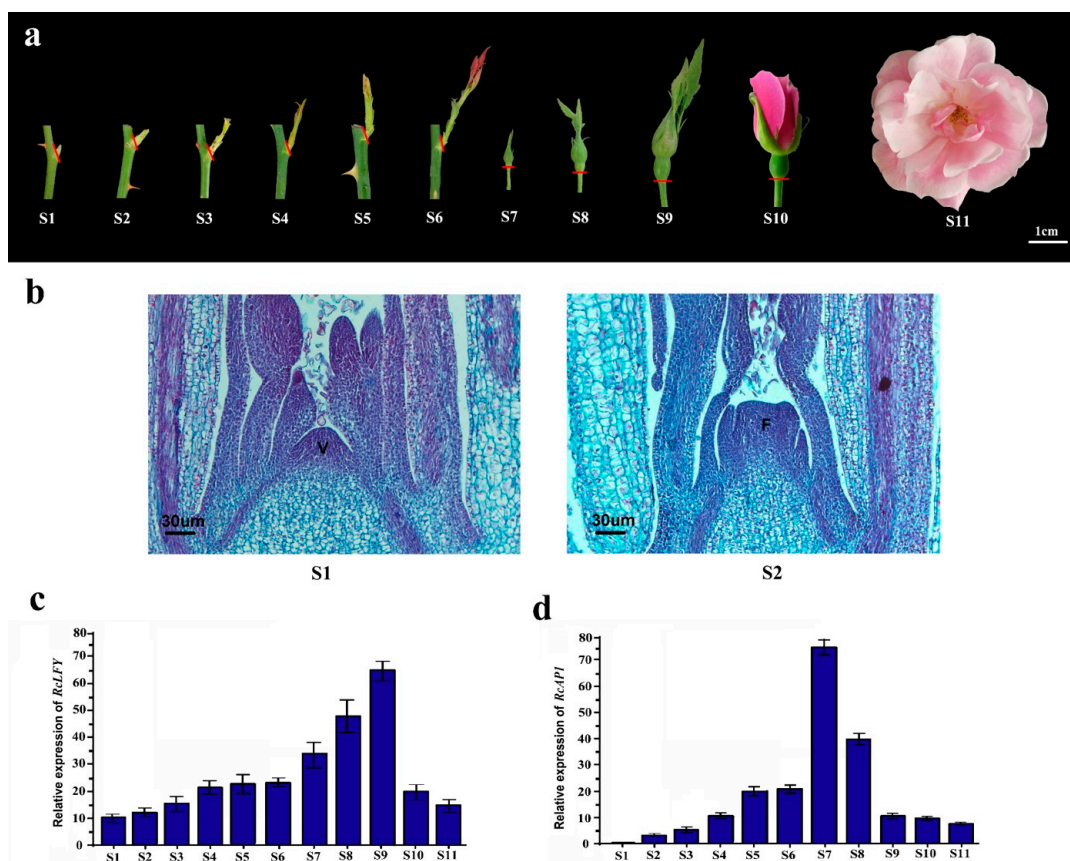 a
S1 S2 S3 S4 S5 S6 S7 S8 S9 S10 S11
1cm
b
V
30um
S1
F
30um
S2
c
Relative expression of RcLFY
80
60
50
40
30
20
10
0
S1 S2 S3 S4 S5 S6 S7 S8 S9 S10 S11
d
Relative expression of RcAP1
80
60
50
40
30
20
10
0
S1 S2 S3 S4 S5 S6 S7 S8 S9 S10 S11